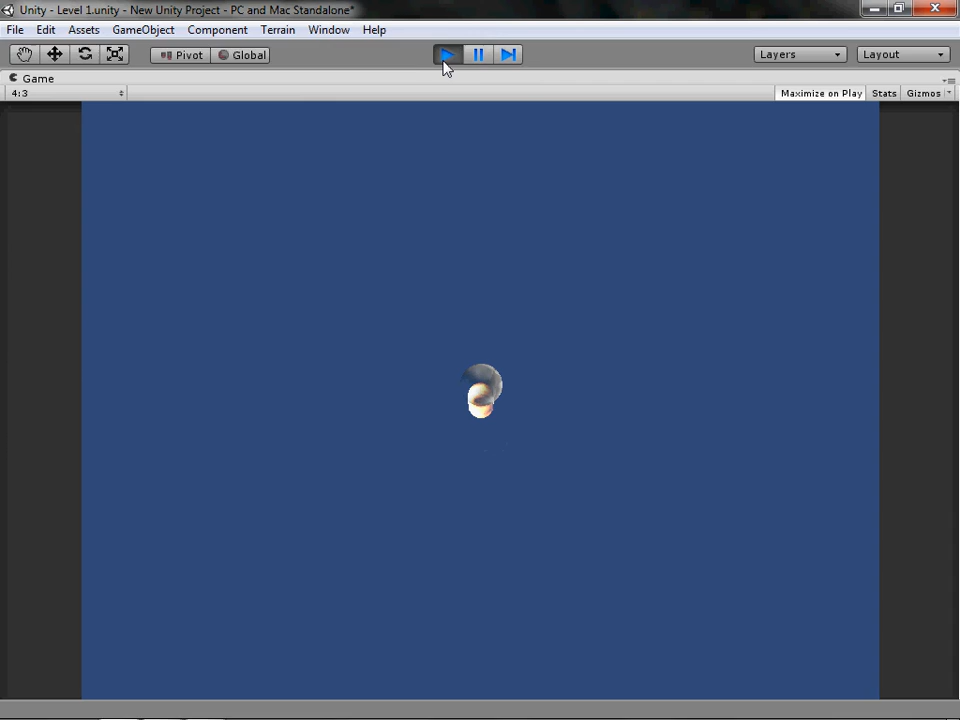 Unity - Level 1.unity - New Unity Project - PC and Mac Standalone*
File Edit Assets GameObject Component Terrain Window Help
Pivot Global Layers Layout
Game
4:3 Maximize on Play Stats Gizmos